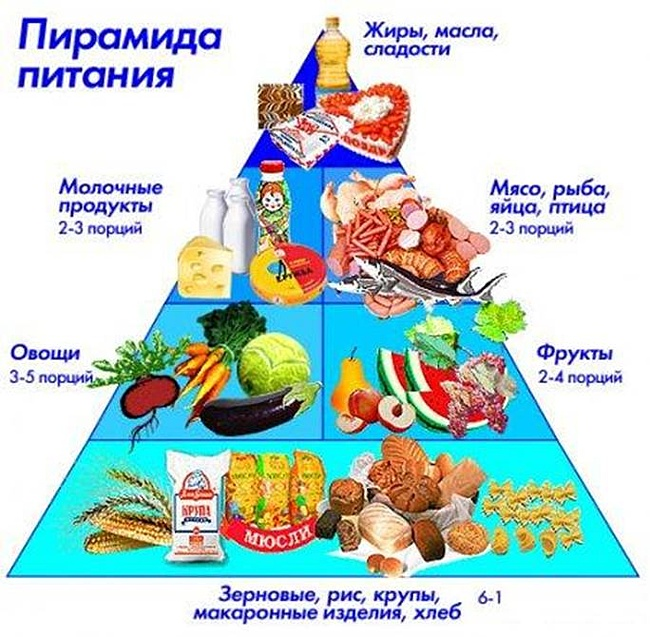 Пирамида
питания
Жиры, масла,
сладости
Молочные
продукты
2-3 порций
Мясо, рыба,
яйца, птица
2-3 порций
Овощи
3-5 порций
Фрукты
2-4 порций
КРУПА
МЮСЛИ
Зерновые, рис, крупы,
макаронные изделия, хлеб
6-1